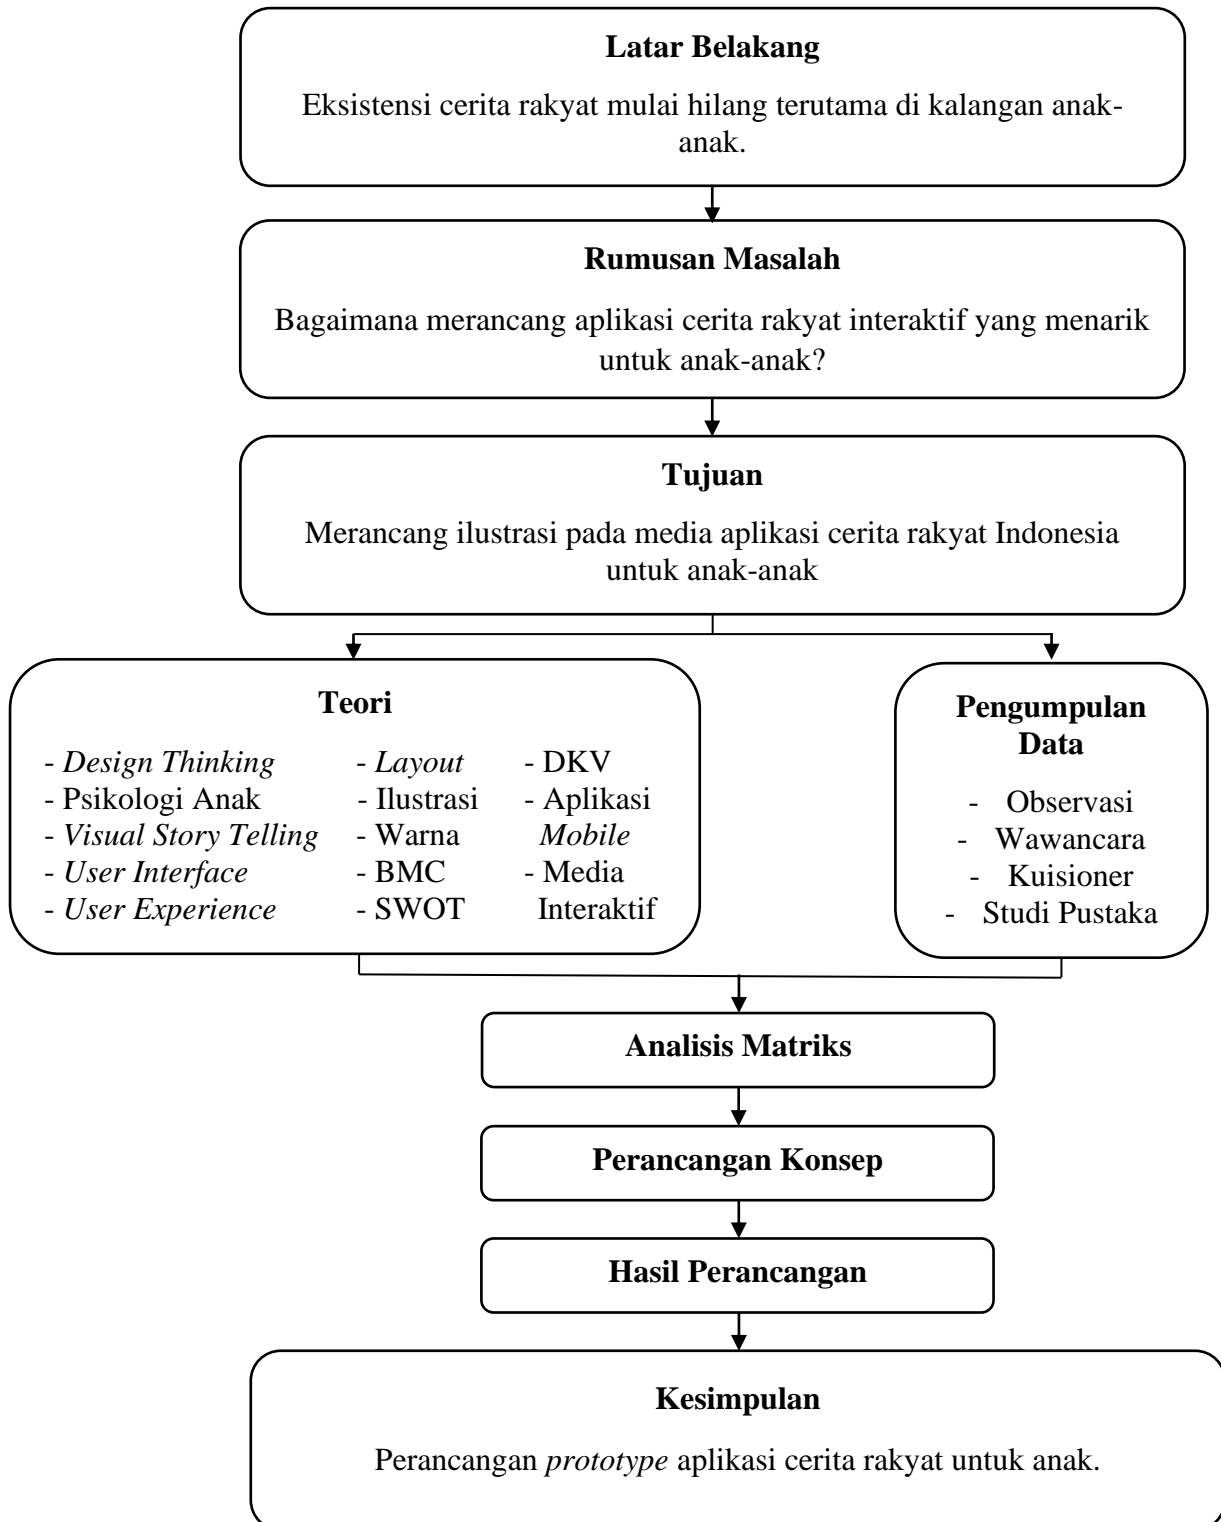 Latar Belakang
Eksistensi cerita rakyat mulai hilang terutama di kalangan anak-
anak.
Rumusan Masalah
Bagaimana merancang aplikasi cerita rakyat interaktif yang menarik
untuk anak-anak?
Tujuan
Merancang ilustrasi pada media aplikasi cerita rakyat Indonesia
untuk anak-anak
Teori
- Design Thinking
- Psikologi Anak
- Visual Story Telling
- User Interface
- User Experience
- Layout
- Ilustrasi
- Warna
- BMC
- SWOT
- DKV
- Aplikasi
Mobile
- Media
Interaktif
Pengumpulan
Data
- Observasi
- Wawancara
- Kuisioner
- Studi Pustaka
Analisis Matriks
Perancangan Konsep
Hasil Perancangan
Kesimpulan
Perancangan prototype aplikasi cerita rakyat untuk anak.